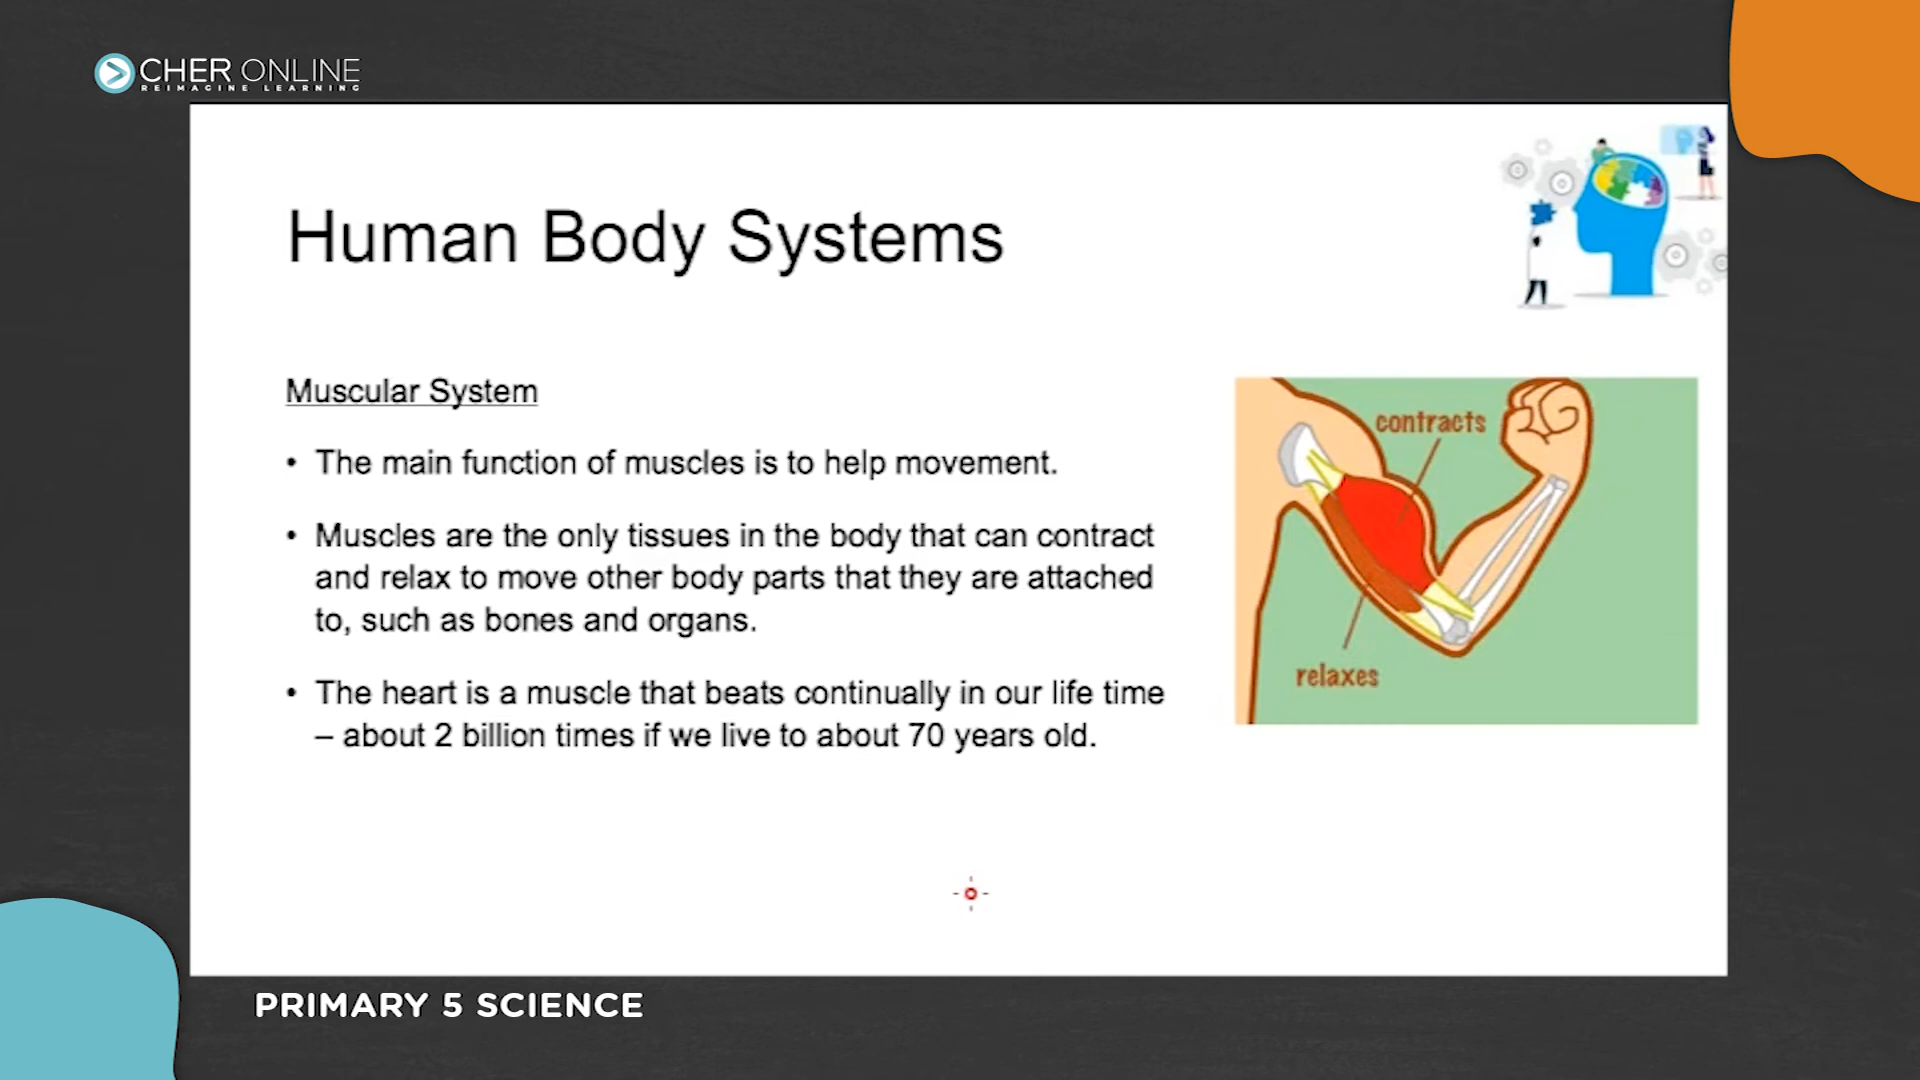 CHER ONLINE
REIMAGINE LEARNING
Human Body Systems
Muscular System
• The main function of muscles is to help movement.
• Muscles are the only tissues in the body that can contract
and relax to move other body parts that they are attached
to, such as bones and organs.
• The heart is a muscle that beats continually in our life time
– about 2 billion times if we live to about 70 years old.
contracts
relaxes
PRIMARY 5 SCIENCE